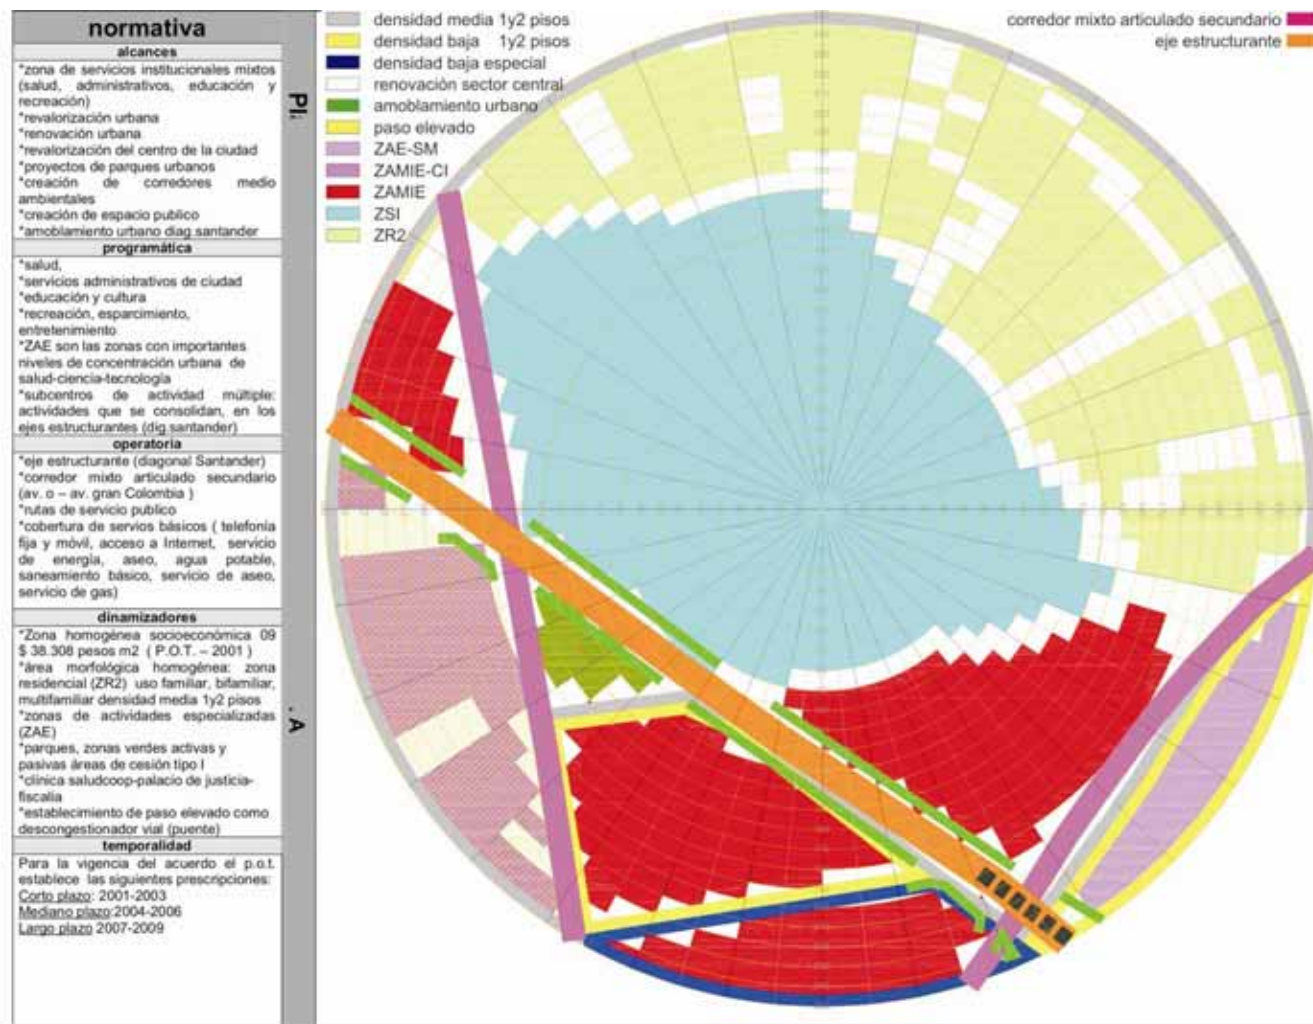 normativa
alcances
*zona de servicios institucionales mixtos
(salud, administrativos, educación y
recreación)
*revalorización urbana
*renovación urbana
*revalorización del centro de la ciudad
*proyectos de parques urbanos
*creación de corredores medio
ambientales
*creación de espacio publico
*amoblamiento urbano diag.santander
programática
*salud,
*servicios administrativos de ciudad
*educación y cultura
*recreación, esparcimiento,
entretenimiento
*ZAE son las zonas con importantes
niveles de concentración urbana de
salud-ciencia-tecnología
*subcentros de actividad múltiple:
actividades que se consolidan, en los
ejes estructurantes (dig.santander)
operatoria
*eje estructurante (diagonal Santander)
*corredor mixto articulado secundario
(av. o – av. gran Colombia )
*rutas de servicio publico
*cobertura de servios básicos ( telefonía
fija y móvil, acceso a Internet, servicio
de energía, aseo, agua potable,
saneamiento básico, servicio de aseo,
servicio de gas)
dinamizadores
*Zona homogénea socioeconómica 09
$ 38.308 pesos m2 ( P.O.T. – 2001 )
*área morfológica homogénea: zona
residencial (ZR2) uso familiar, bifamiliar,
multifamiliar densidad media 1y2 pisos
*zonas de actividades especializadas
(ZAE)
*parques, zonas verdes activas y
pasivas áreas de cesión tipo I
*clínica saludcoop-palacio de justicia-
fiscalia
*establecimiento de paso elevado como
descongestionador vial (puente)
temporalidad
Para la vigencia del acuerdo el p.o.t.
establece las siguientes prescripciones:
Corto plazo: 2001-2003
Mediano plazo:2004-2006
Largo plazo 2007-2009
Pl
. A
densidad media 1y2 pisos
densidad baja 1y2 pisos
densidad baja especial
renovación sector central
amoblamiento urbano
paso elevado
ZAE-SM
ZAMIE-CI
ZAMIE
ZSI
ZR2
corredor mixto articulado secundario
eje estructurante